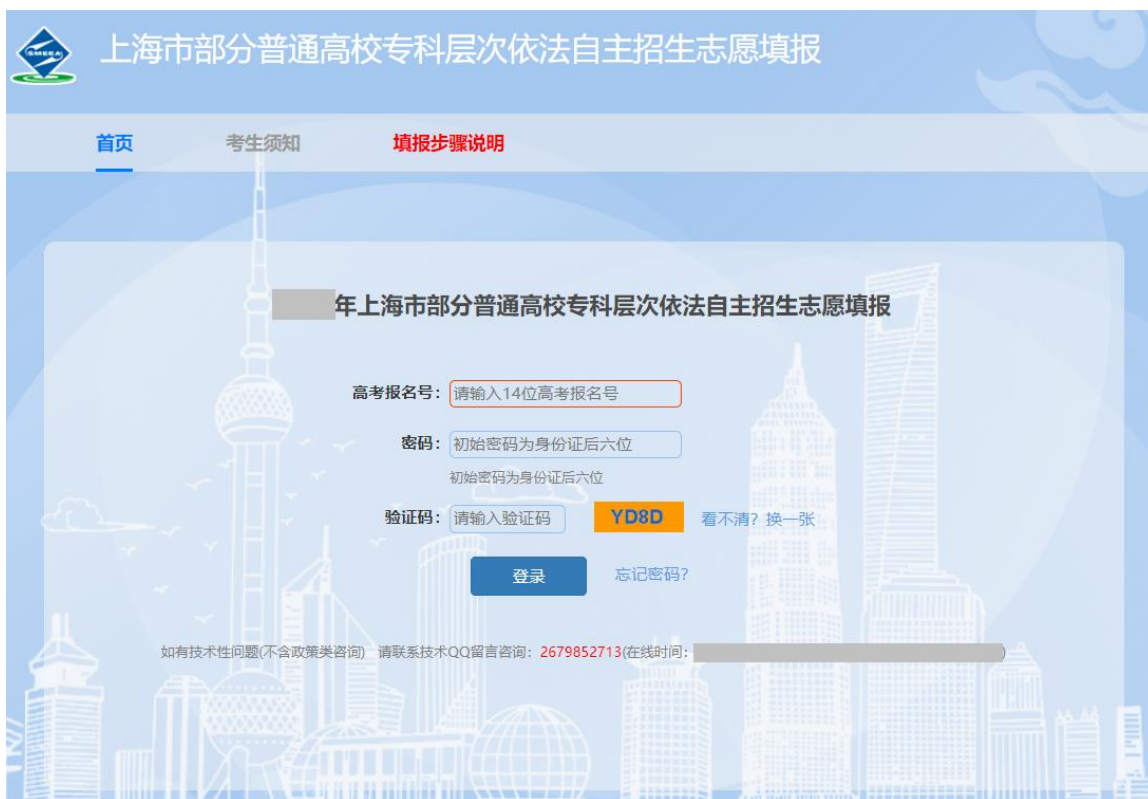 SMEEA
上海市部分普通高校专科层次依法自主招生志愿填报
首页 考生须知 填报步骤说明
年上海市部分普通高校专科层次依法自主招生志愿填报
高考报名号: 请输入14位高考报名号
密码: 初始密码为身份证后六位
初始密码为身份证后六位
验证码: 请输入验证码 YD8D 看不清? 换一张
登录 忘记密码?
如有技术性问题(不含政策类咨询) 请联系技术QQ留言咨询: 2679852713(在线时间: )